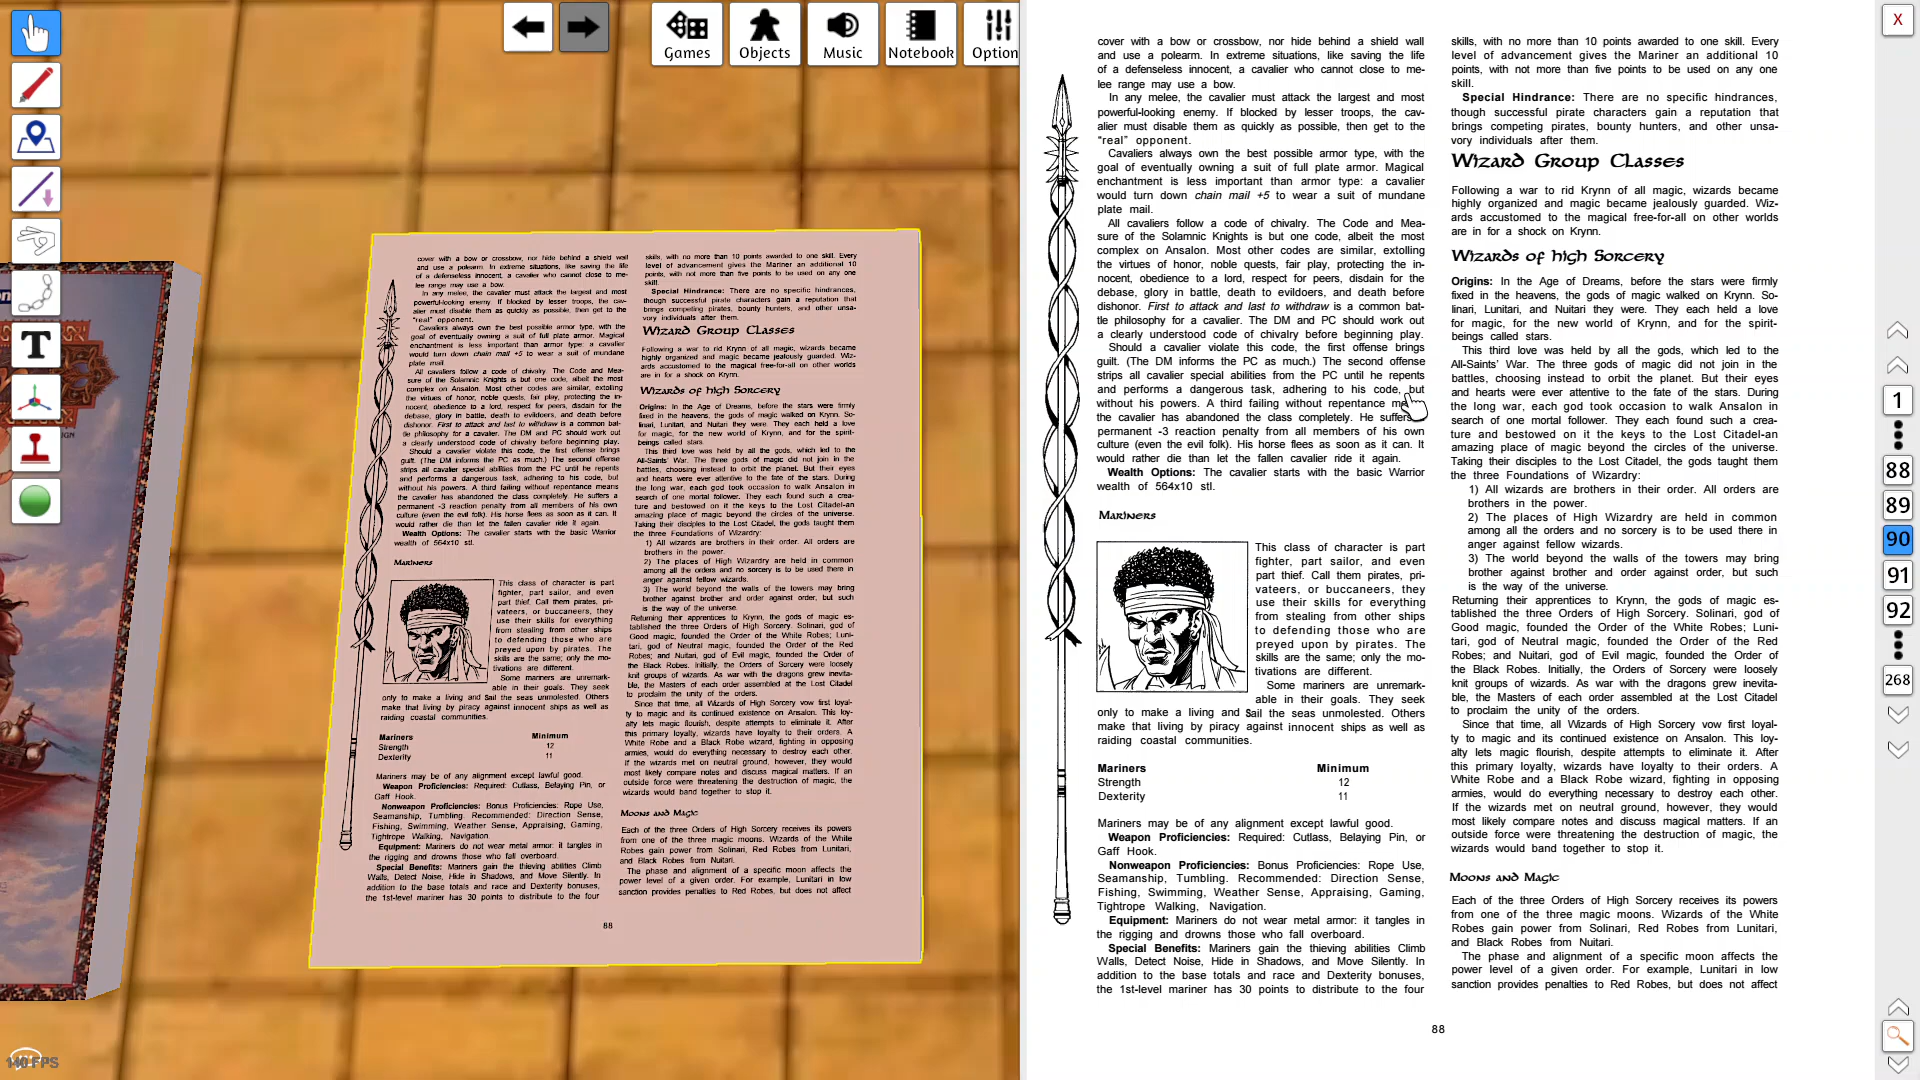 Games
Objects
Music
Notebook
Option
140 FPS
cover with a bow or crossbow, nor hide behind a shield wall
and use a polearm. In extreme situations, like saving the life
of a defenseless innocent, a cavalier who cannot close to me-
lee range may use a bow.
In any melee, the cavalier must attack the largest and most
powerful-looking enemy. If blocked by lesser troops, the cav-
alier must disable them as quickly as possible, then get to the
“real” opponent.
Cavaliers always own the best possible armor type, with the
goal of eventually owning a suit of full plate armor. Magical
enchantment is less important than armor type: a cavalier
would turn down chain mail +5 to wear a suit of mundane
plate mail.
All cavaliers follow a code of chivalry. The Code and Mea-
sure of the Solamnic Knights is but one code, albeit the most
complex on Ansalon. Most other codes are similar, extolling
the virtues of honor, noble quests, fair play, protecting the in-
nocent, obedience to a lord, respect for peers, disdain for the
debase, glory in battle, death to evildoers, and death before
dishonor. First to attack and last to withdraw is a common bat-
tle philosophy for a cavalier. The DM and PC should work out
a clearly understood code of chivalry before beginning play.
Should a cavalier violate this code, the first offense brings
guilt. (The DM informs the PC as much.) The second offense
strips all cavalier special abilities from the PC until he repents
and performs a dangerous task, adhering to his code, but
without his powers. A third failing without repentance means
the cavalier has abandoned the class completely. He suffers a
permanent -3 reaction penalty from all members of his own
culture (even the evil folk). His horse flees as soon as it can. It
would rather die than let the fallen cavalier ride it again.
Wealth Options: The cavalier starts with the basic Warrior
wealth of 564x10 stl.
Mariners
This class of character is part
fighter, part sailor, and even
part thief. Call them pirates, pri-
vateers, or buccaneers, they
use their skills for everything
from stealing from other ships
to defending those who are
preyed upon by pirates. The
skills are the same; only the mo-
tivations are different.
Some mariners are unremark-
able in their goals. They seek
only to make a living and sail the seas unmolested. Others
make that living by piracy against innocent ships as well as
raiding coastal communities.
Mariners Minimum
Strength 12
Dexterity 11
Mariners may be of any alignment except lawful good.
Weapon Proficiencies: Required: Cutlass, Belaying Pin, or
Gaff Hook.
Nonweapon Proficiencies: Bonus Proficiencies: Rope Use,
Seamanship, Tumbling. Recommended: Direction Sense,
Fishing, Swimming, Weather Sense, Appraising, Gaming,
Tightrope Walking, Navigation.
Equipment: Mariners do not wear metal armor: it tangles in
the rigging and drowns those who fall overboard.
Special Benefits: Mariners gain the thieving abilities Climb
Walls, Detect Noise, Hide in Shadows, and Move Silently. In
addition to the base totals and race and Dexterity bonuses,
the 1st-level mariner has 30 points to distribute to the four
skills, with no more than 10 points awarded to one skill. Every
level of advancement gives the Mariner an additional 10
points, with not more than five points to be used on any one
skill.
Special Hindrance: There are no specific hindrances,
though successful pirate characters gain a reputation that
brings competing pirates, bounty hunters, and other unsa-
vory individuals after them.
Wizard Group Classes
Following a war to rid Krynn of all magic, wizards became
highly organized and magic became jealously guarded. Wiz-
ards accustomed to the magical free-for-all on other worlds
are in for a shock on Krynn.
Wizards of High Sorcery
Origins: In the Age of Dreams, before the stars were firmly
fixed in the heavens, the gods of magic walked on Krynn. So-
linari, Lunitari, and Nuitari they were. They each held a love
for magic, for the new world of Krynn, and for the spirit-
beings called stars.
This third love was held by all the gods, which led to the
All-Saints' War. The three gods of magic did not join in the
battles, choosing instead to orbit the planet. But their eyes
and hearts were ever attentive to the fate of the stars. During
the long war, each god took occasion to walk Ansalon in
search of one mortal follower. They each found such a crea-
ture and bestowed on it the keys to the Lost Citadel-an
amazing place of magic beyond the circles of the universe.
Taking their disciples to the Lost Citadel, the gods taught them
the three Foundations of Wizardry:
1) All wizards are brothers in their order. All orders are
brothers in the power.
2) The places of High Wizardry are held in common
among all the orders and no sorcery is to be used there in
anger against fellow wizards.
3) The world beyond the walls of the towers may bring
brother against brother and order against order, but such
is the way of the universe.
Returning their apprentices to Krynn, the gods of magic es-
tablished the three Orders of High Sorcery. Solinari, god of
Good magic, founded the Order of the White Robes; Luni-
tari, god of Neutral magic, founded the Order of the Red
Robes; and Nuitari, god of Evil magic, founded the Order of
the Black Robes. Initially, the Orders of Sorcery were loosely
knit groups of wizards. As war with the dragons grew inevita-
ble, the Masters of each order assembled at the Lost Citadel
to proclaim the unity of the orders.
Since that time, all Wizards of High Sorcery vow first loyal-
ty to magic and its continued existence on Ansalon. This loy-
alty lets magic flourish, despite attempts to eliminate it. After
this primary loyalty, wizards have loyalty to their orders. A
White Robe and a Black Robe wizard, fighting in opposing
armies, would do everything necessary to destroy each other.
If the wizards met on neutral ground, however, they would
most likely compare notes and discuss magical matters. If an
outside force were threatening the destruction of magic, the
wizards would band together to stop it.
Moons and Magic
Each of the three Orders of High Sorcery receives its powers
from one of the three magic moons. Wizards of the White
Robes gain power from Solinari, Red Robes from Lunitari,
and Black Robes from Nuitari.
The phase and alignment of a specific moon affects the
power level of a given order. For example, Lunitari in low
sanction provides penalties to Red Robes, but does not affect
88
X
1
88
89
90
91
92
268